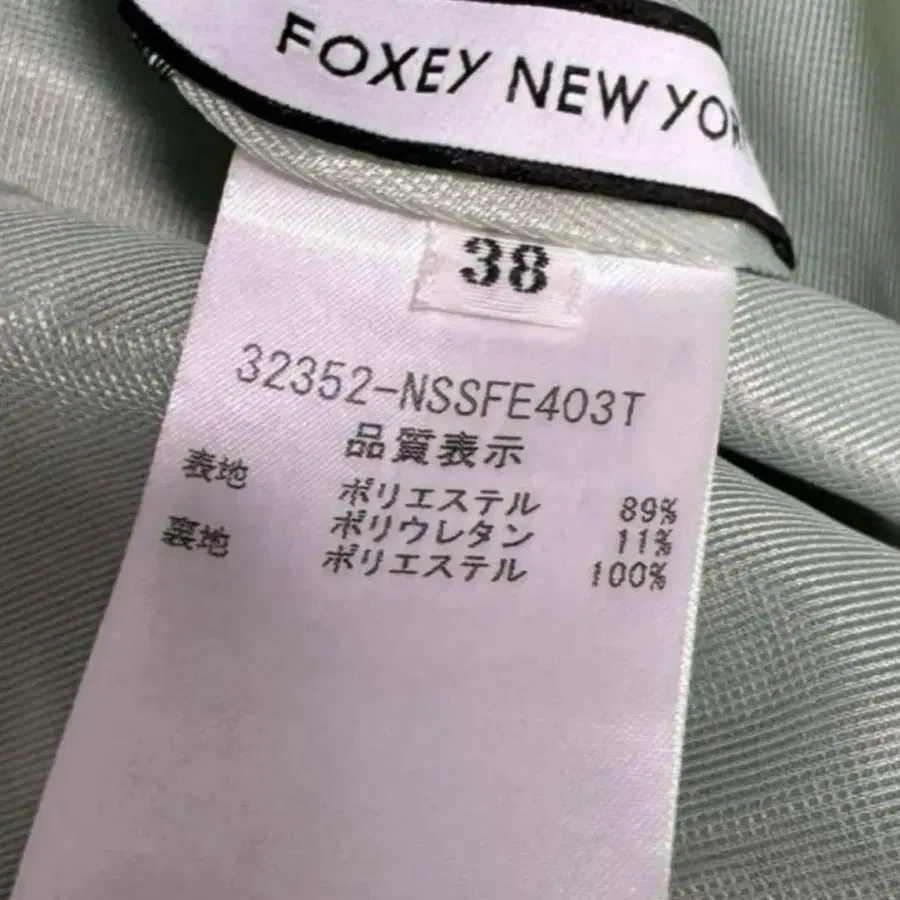 FOXEY NEW YOR
38
32352-NSSFE403T
品質表示
表地 ポリエステル 89%
ポリウレタン 11%
裏地 ポリエステル 100%